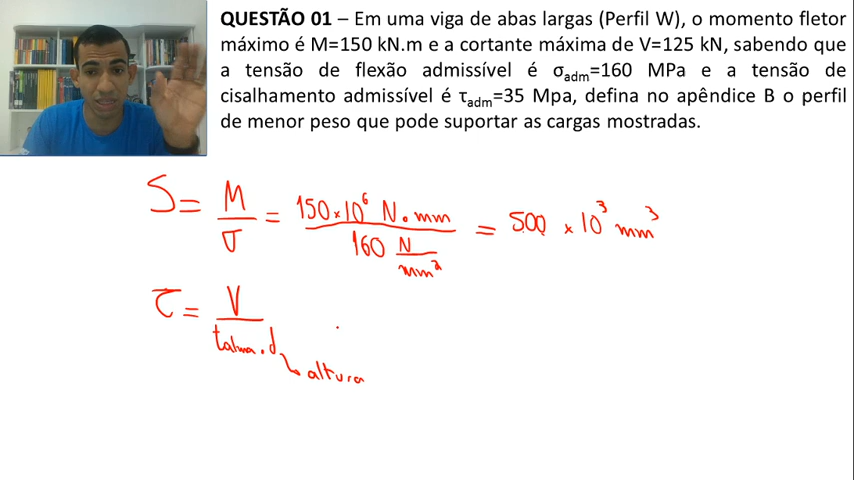 QUESTÃO 01 – Em uma viga de abas largas (Perfil W), o momento fletor
máximo é M=150 kN.m e a cortante máxima de V=125 kN, sabendo que
a tensão de flexão admissível é σadm=160 MPa e a tensão de
cisalhamento admissível é τadm=35 Mpa, defina no apêndice B o perfil
de menor peso que pode suportar as cargas mostradas.
S = M/σ = 150×10⁶ N.mm / 160 N/mm² = 500 × 10³ mm³
τ = V / talma.d
altura